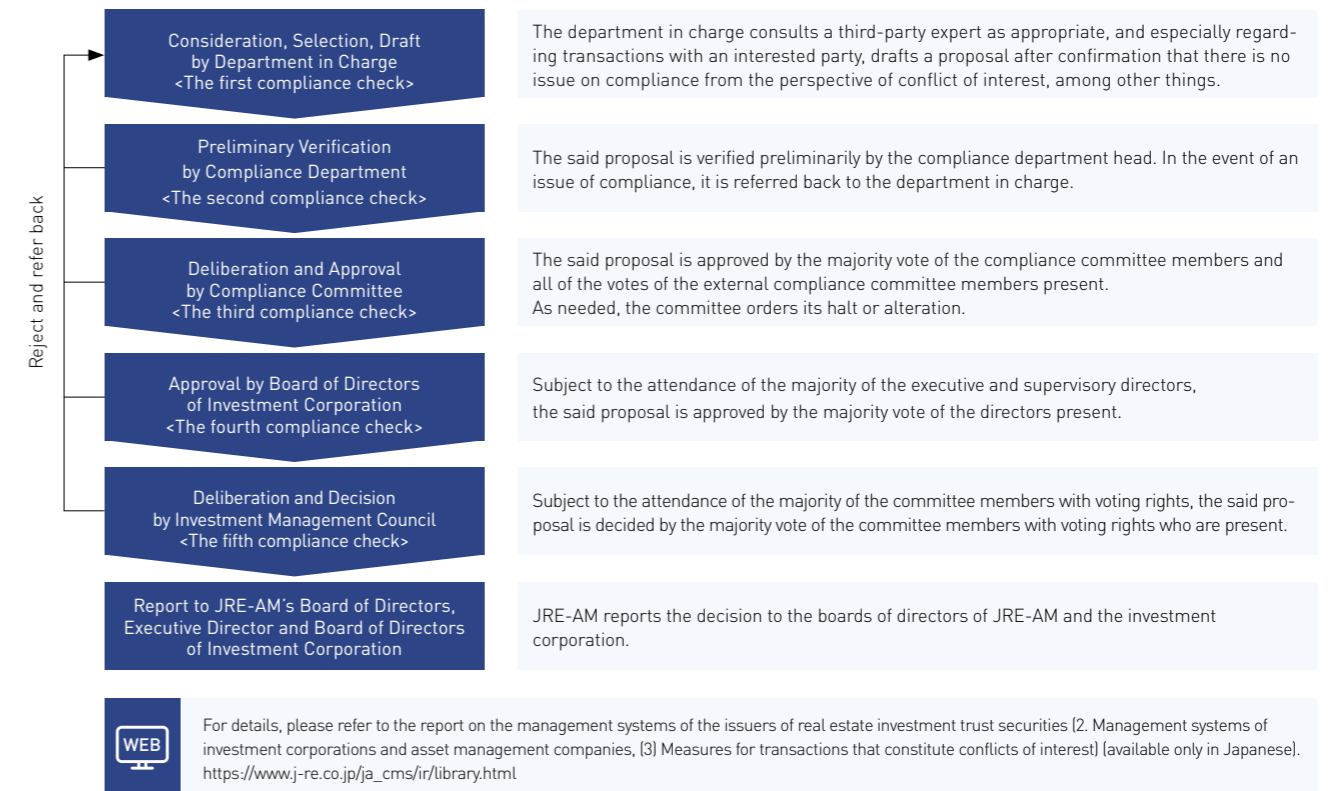 Reject and refer back
Consideration, Selection, Draft
by Department in Charge
<The first compliance check>
The department in charge consults a third-party expert as appropriate, and especially regard-
ing transactions with an interested party, drafts a proposal after confirmation that there is no
issue on compliance from the perspective of conflict of interest, among other things.
Preliminary Verification
by Compliance Department
<The second compliance check>
The said proposal is verified preliminarily by the compliance department head. In the event of an
issue of compliance, it is referred back to the department in charge.
Deliberation and Approval
by Compliance Committee
<The third compliance check>
The said proposal is approved by the majority vote of the compliance committee members and
all of the votes of the external compliance committee members present.
As needed, the committee orders its halt or alteration.
Approval by Board of Directors
of Investment Corporation
<The fourth compliance check>
Subject to the attendance of the majority of the executive and supervisory directors,
the said proposal is approved by the majority vote of the directors present.
Deliberation and Decision
by Investment Management Council
<The fifth compliance check>
Subject to the attendance of the majority of the committee members with voting rights, the said pro-
posal is decided by the majority vote of the committee members with voting rights who are present.
Report to JRE-AM's Board of Directors,
Executive Director and Board of Directors
of Investment Corporation
JRE-AM reports the decision to the boards of directors of JRE-AM and the investment
corporation.
WEB
For details, please refer to the report on the management systems of the issuers of real estate investment trust securities (2. Management systems of
investment corporations and asset management companies, (3) Measures for transactions that constitute conflicts of interest) (available only in Japanese).
https://www.j-re.co.jp/ja_cms/ir/library.html